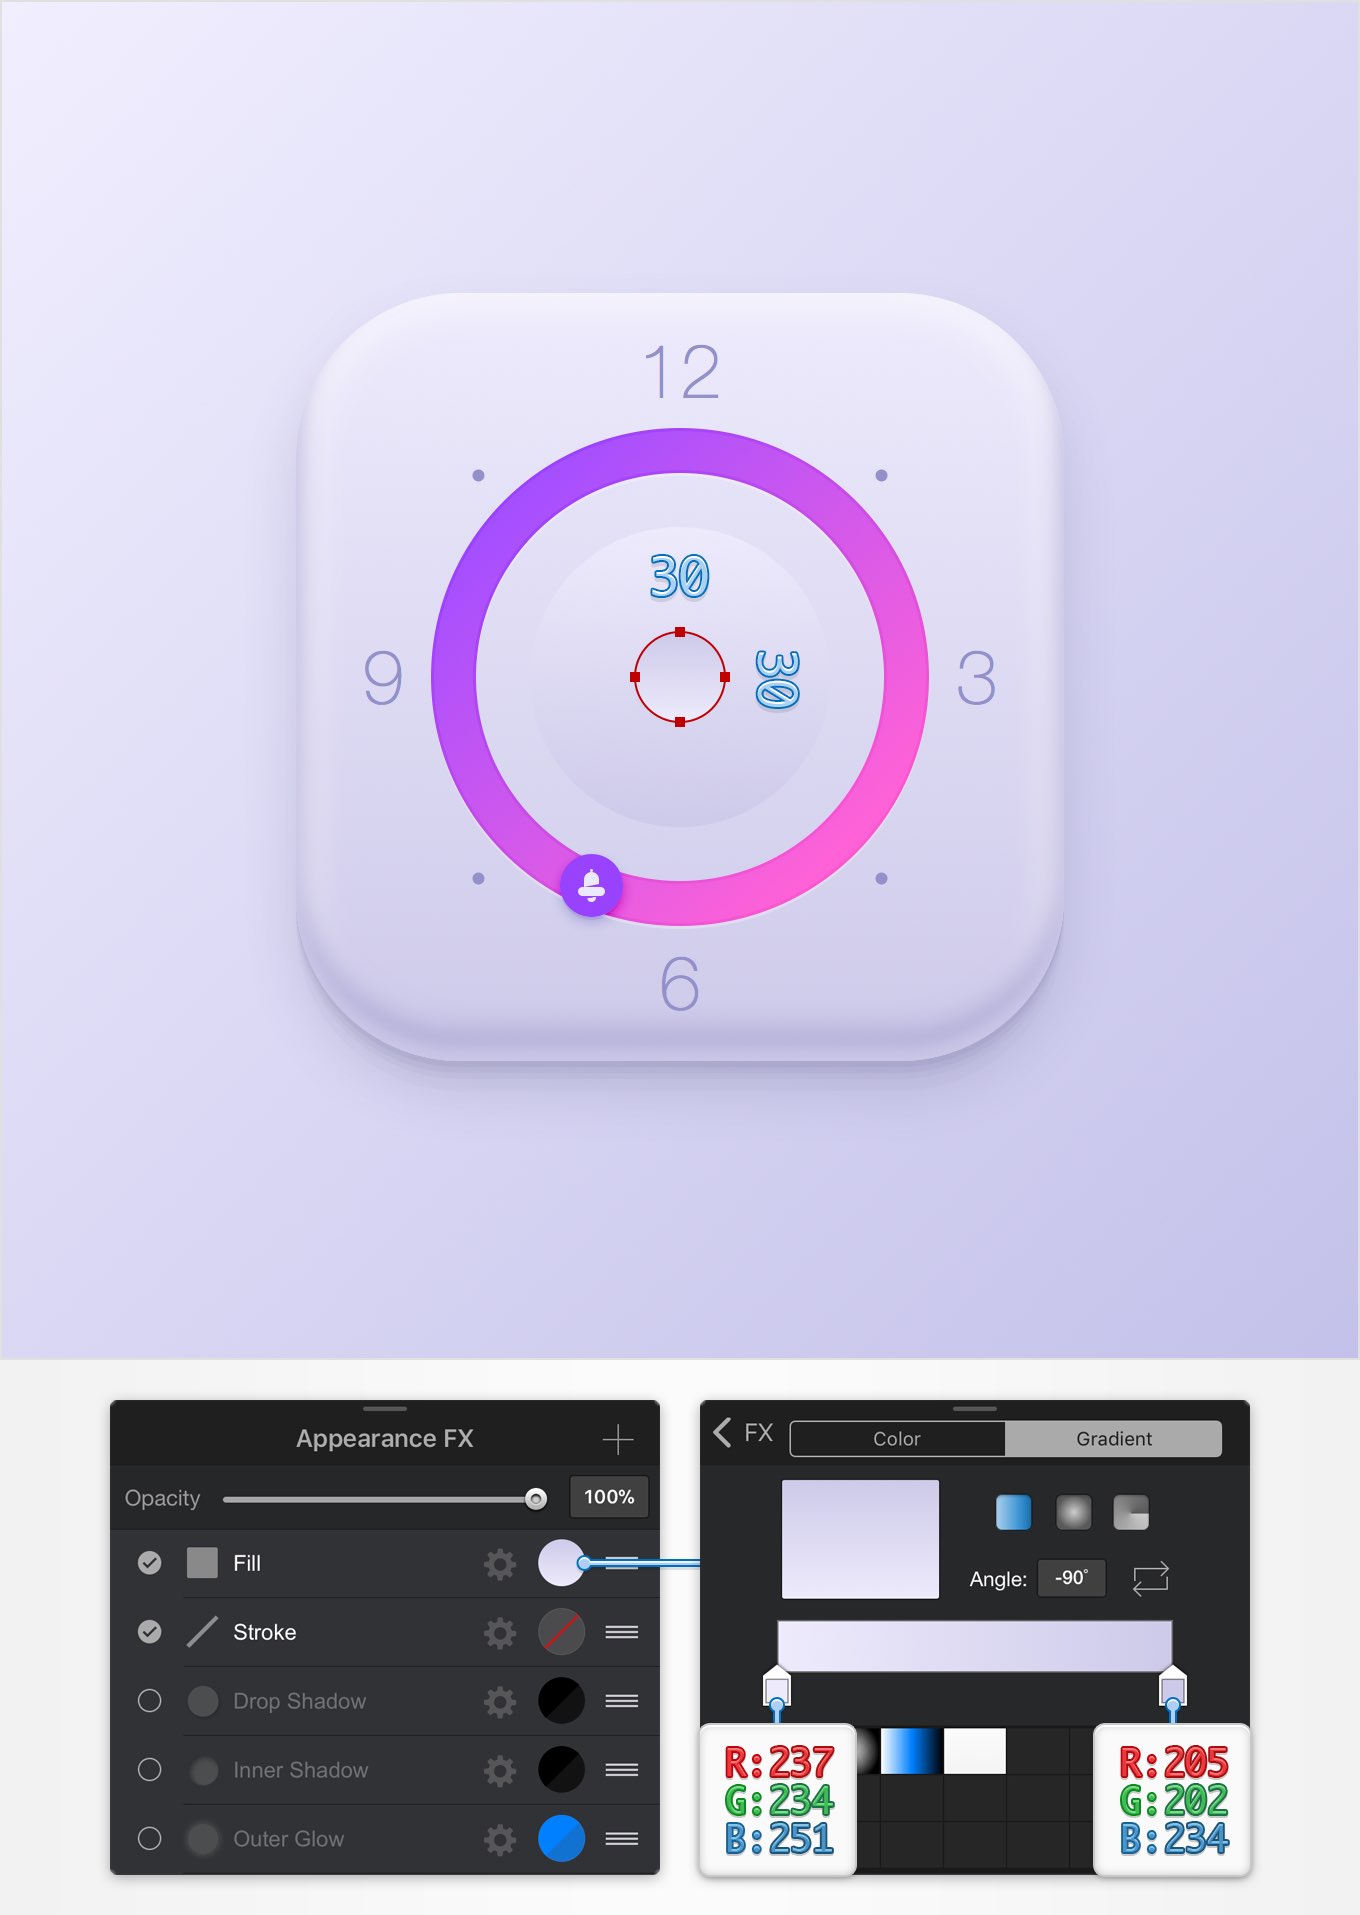 12
30
9
30
3
6
Appearance FX
Opacity
100%
Fill
Stroke
Drop Shadow
Inner Shadow
Outer Glow
FX
Color
Gradient
Angle:
-90°
R:237
G:234
B:251
R:205
G:202
B:234